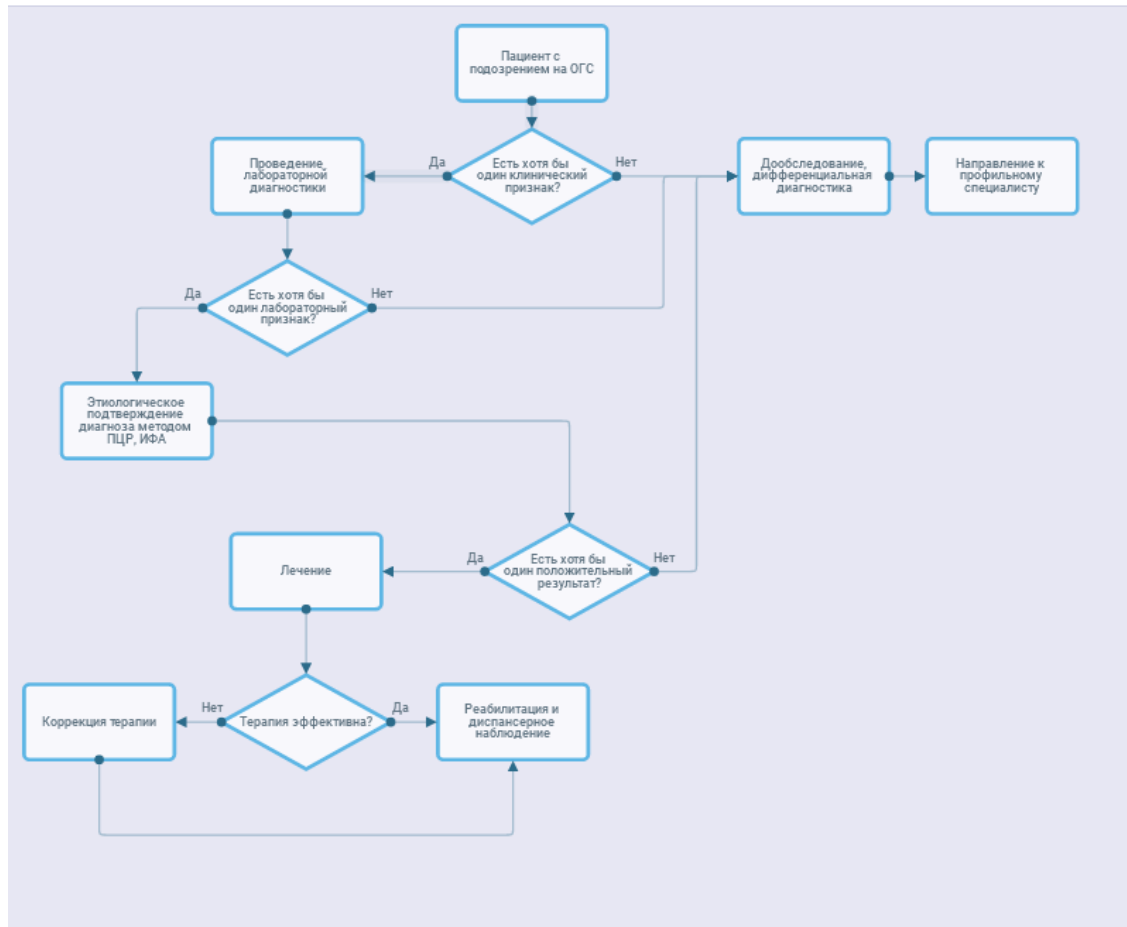 Пациент с
подозрением на ОГС
Да
Есть хотя бы
один клинический
признак?
Нет
Проведение
лабораторной
диагностики
Дообследование,
дифференциальная
диагностика
Направление к
профильному
специалисту
Да
Есть хотя бы
один лабораторный
признак?
Нет
Этиологическое
подтверждение
диагноза методом
ПЦР, ИФА
Да
Есть хотя бы
один положительный
результат?
Нет
Лечение
Коррекция терапии
Нет
Терапия эффективна?
Да
Реабилитация и
диспансерное
наблюдение